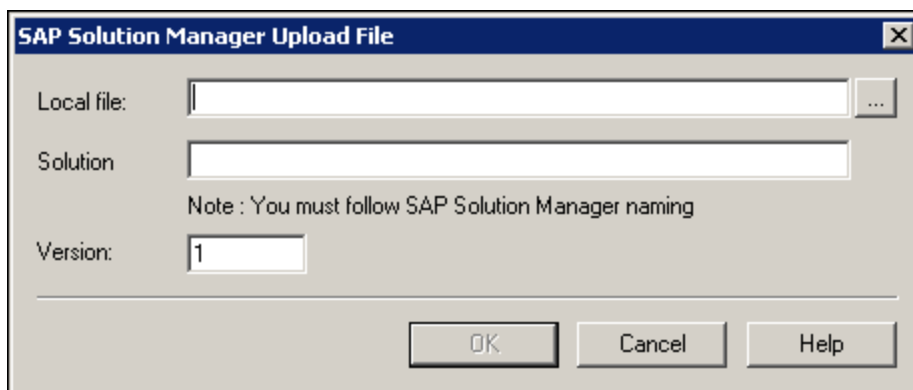 SAP Solution Manager Upload File
Local file:
...
Solution
Note : You must follow SAP Solution Manager naming
Version:
1
OK
Cancel
Help